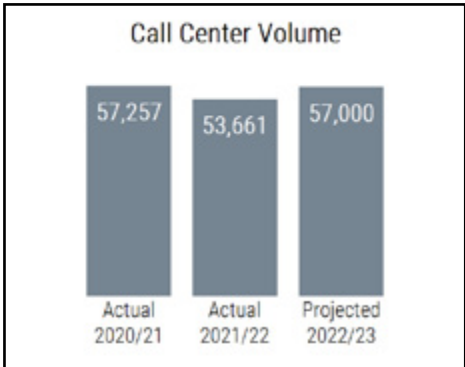 Call Center Volume
57,257
53,661
57,000
Actual
2020/21
Actual
2021/22
Projected
2022/23